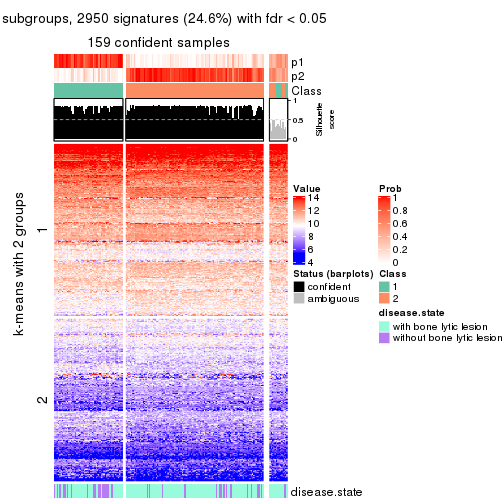 subgroups, 2950 signatures (24.6%) with fdr < 0.05
159 confident samples
p1
p2
Class
1
0.5
0
Silhouette
score
k-means with 2 groups
1
2
Value
14
12
10
8
6
4
Prob
1
0.8
0.6
0.4
0.2
0
Status (barplots)
confident
ambiguous
Class
1
2
disease.state
with bone lytic lesion
without bone lytic lesion
disease.state